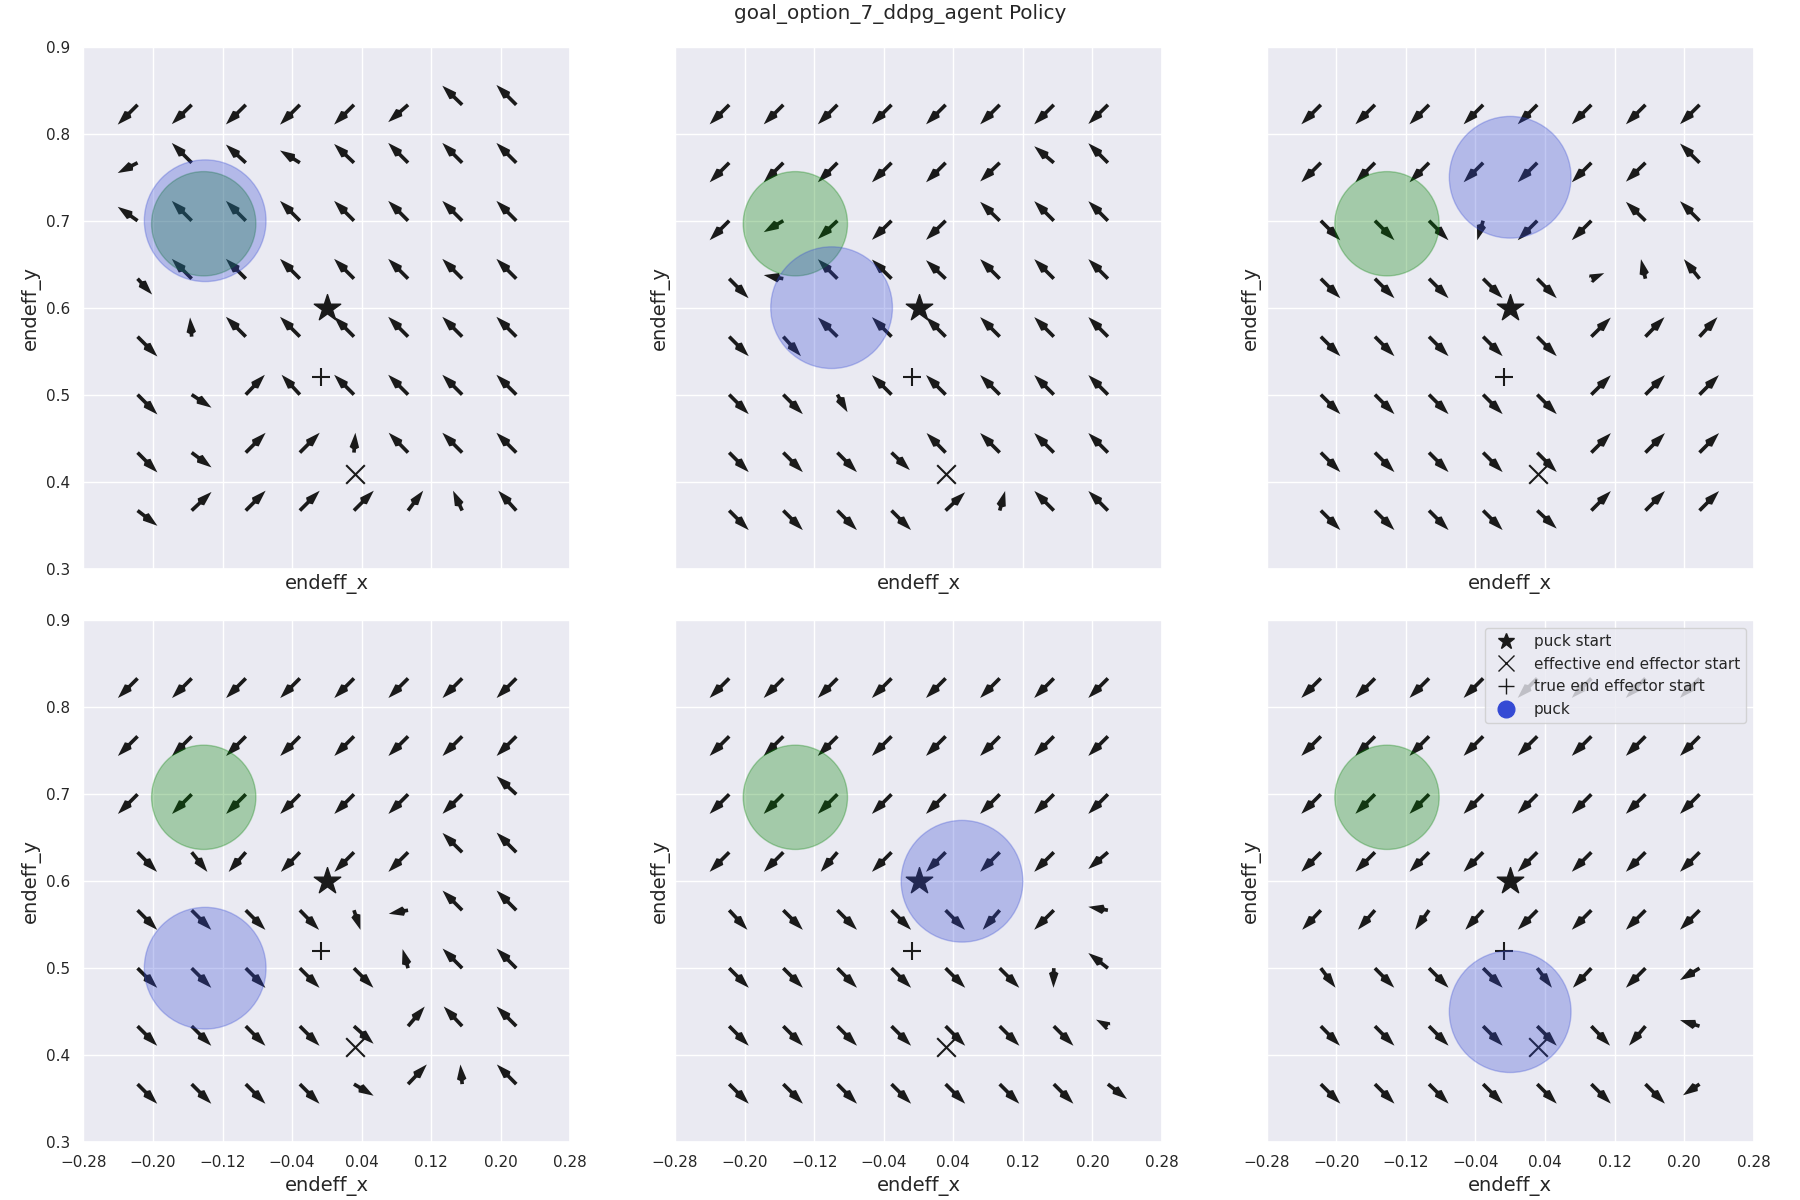 goal_option_7_ddpg_agent Policy
0.9
0.8
0.7
0.6
0.5
0.4
0.3
endeff_y
endeff_x
endeff_y
endeff_x
endeff_y
endeff_x
0.9
0.8
0.7
0.6
0.5
0.4
0.3
endeff_y
−0.28 −0.20 −0.12 −0.04 0.04 0.12 0.20 0.28
endeff_x
endeff_y
−0.28 −0.20 −0.12 −0.04 0.04 0.12 0.20 0.28
endeff_x
puck start
effective end effector start
true end effector start
puck
endeff_y
−0.28 −0.20 −0.12 −0.04 0.04 0.12 0.20 0.28
endeff_x